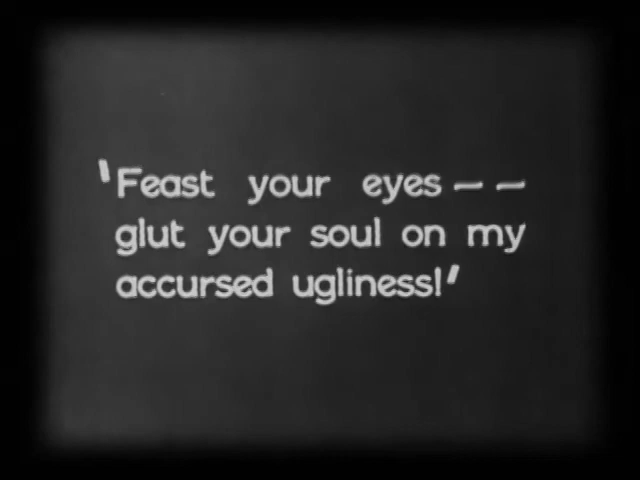 'Feast your eyes — —
glut your soul on my
accursed ugliness!'